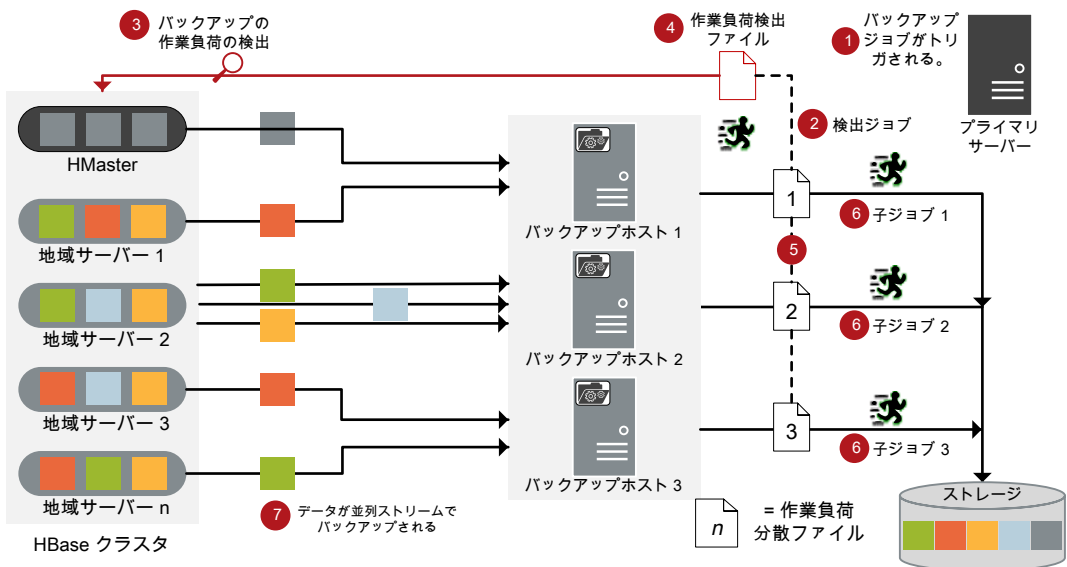 3
バックアップの
作業負荷の検出
4
作業負荷検出
ファイル
1
バックアップ
ジョブがトリ
ガされる。
プライマリ
サーバー
2
検出ジョブ
HMaster
地域サーバー 1
地域サーバー 2
地域サーバー 3
地域サーバー n
HBase クラスタ
バックアップホスト 1
バックアップホスト 2
バックアップホスト 3
1
6
子ジョブ 1
5
2
6
子ジョブ 2
3
6
子ジョブ 3
7
データが並列ストリームで
バックアップされる
n
= 作業負荷
分散ファイル
ストレージ